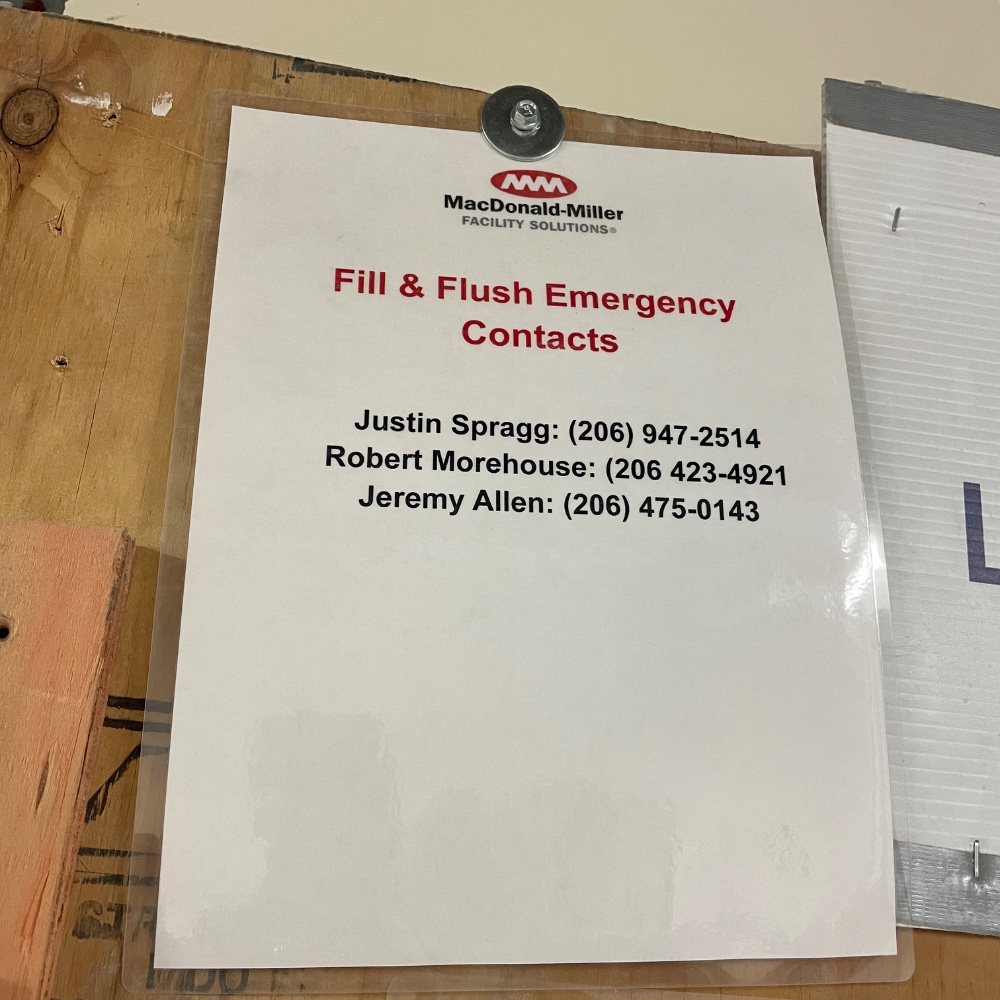 MacDonald-Miller
FACILITY SOLUTIONS®
Fill & Flush Emergency
Contacts
Justin Spragg: (206) 947-2514
Robert Morehouse: (206 423-4921
Jeremy Allen: (206) 475-0143
L